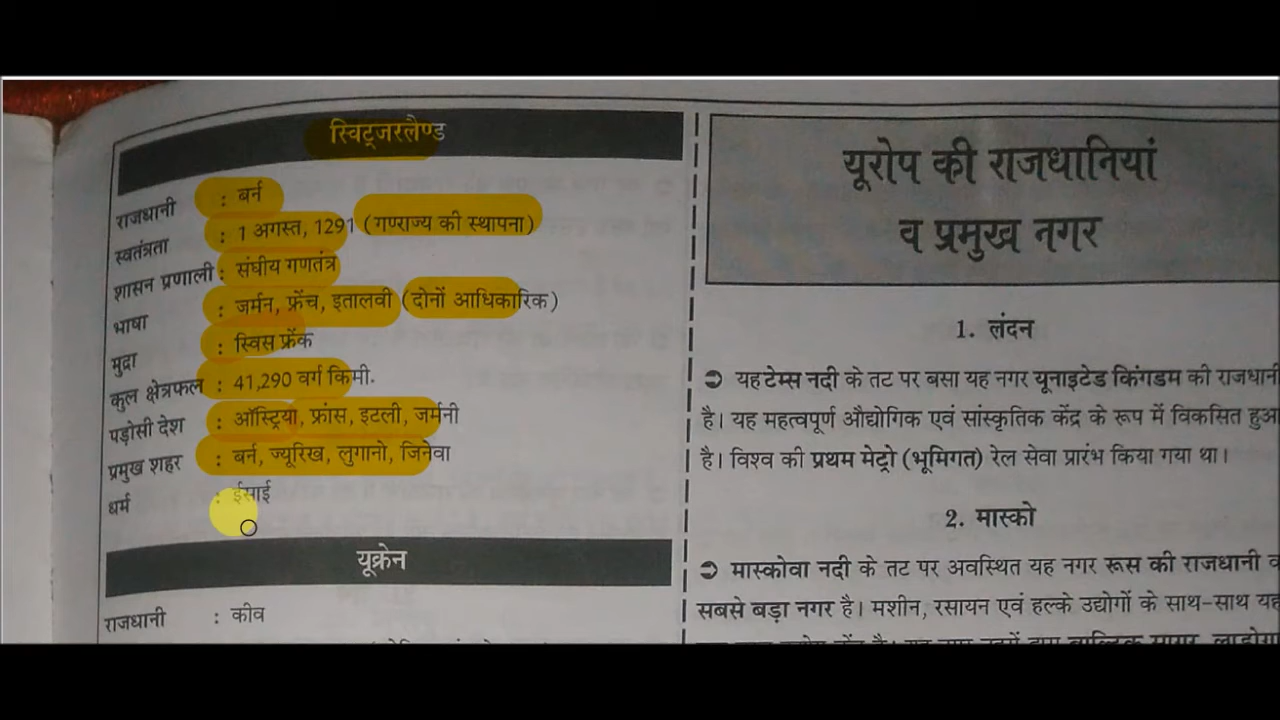 स्विट्जरलैण्ड
राजधानी : बर्न
स्वतंत्रता : 1 अगस्त, 1291 (गणराज्य की स्थापना)
शासन प्रणाली : संघीय गणतंत्र
भाषा : जर्मन, फ्रेंच, इतालवी (दोनों आधिकारिक)
मुद्रा : स्विस फ्रेंक
कुल क्षेत्रफल : 41,290 वर्ग किमी.
पड़ोसी देश : ऑस्ट्रिया, फ्रांस, इटली, जर्मनी
प्रमुख शहर : बर्न, ज्यूरिख, लुगानो, जिनेवा
धर्म : ईसाई
यूक्रेन
राजधानी : कीव
यूरोप की राजधानियां
व प्रमुख नगर
1. लंदन
यह टेम्स नदी के तट पर बसा यह नगर यूनाइटेड किंगडम की राजधानी
है। यह महत्वपूर्ण औद्योगिक एवं सांस्कृतिक केंद्र के रूप में विकसित हुआ
है। विश्व की प्रथम मेट्रो (भूमिगत) रेल सेवा प्रारंभ किया गया था।
2. मास्को
मास्कोवा नदी के तट पर अवस्थित यह नगर रूस की राजधानी व
सबसे बड़ा नगर है। मशीन, रसायन एवं हल्के उद्योगों के साथ-साथ यह